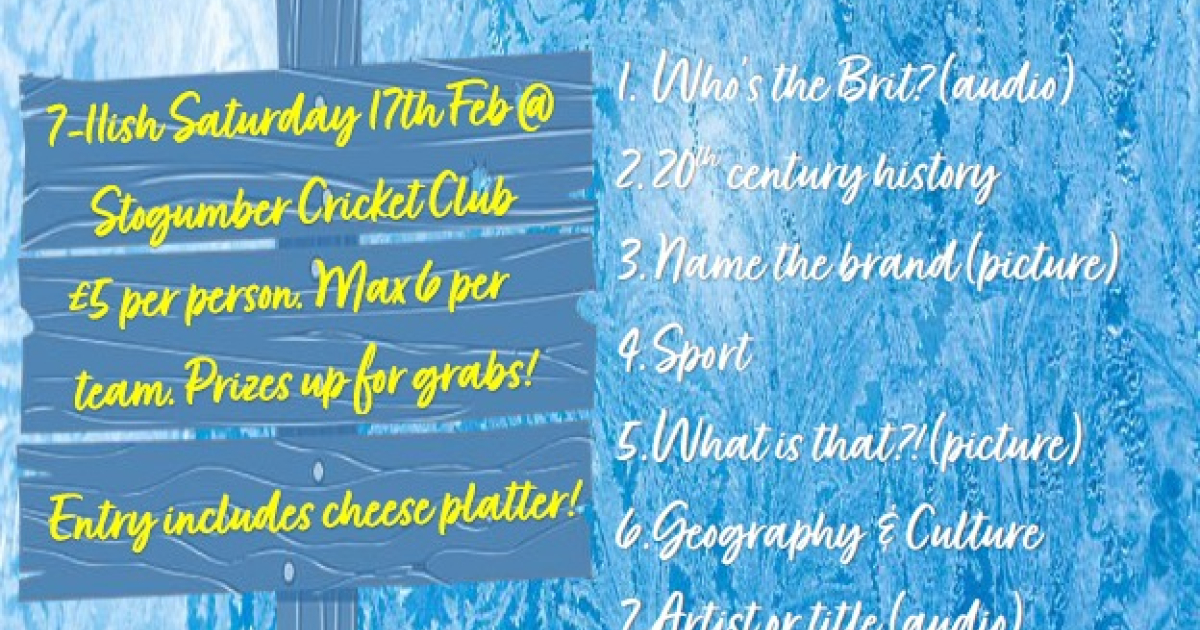 7-11ish Saturday 17th Feb @
Stogumber Cricket Club
£5 per person. Max 6 per
team. Prizes up for grabs!
Entry includes cheese platter!
1. Who's the Brit? (audio)
2. 20th century history
3. Name the brand (picture)
4. Sport
5. What is that?! (picture)
6. Geography & Culture
7. Artist or title (audio)